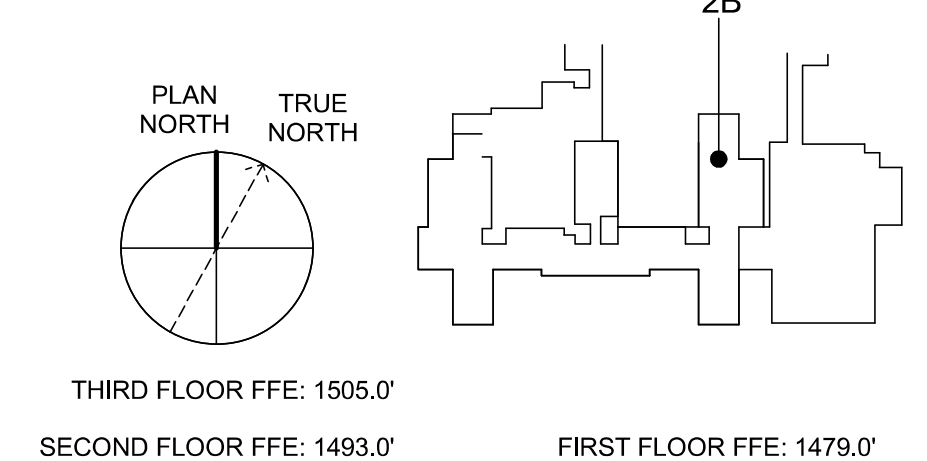 2B
PLAN
NORTH
TRUE
NORTH
THIRD FLOOR FFE: 1505.0'
SECOND FLOOR FFE: 1493.0'
FIRST FLOOR FFE: 1479.0'